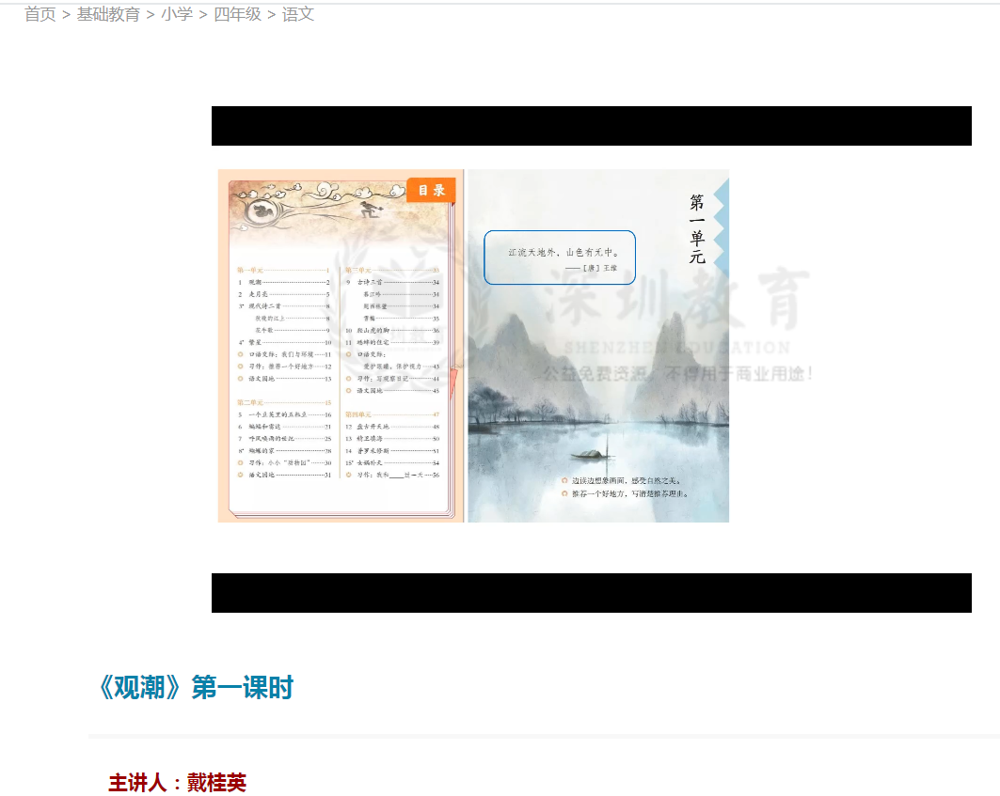 首页 > 基础教育 > 小学 > 四年级 > 语文
目录
第一单元 1
1 观潮 2
2 走月亮 5
3* 现代诗二首 8
秋晚的江上 8
花牛歌 9
4* 繁星 10
口语交际：我们与环境 11
习作：推荐一个好地方 12
语文园地 13
第二单元 15
5 一个豆荚里的五粒豆 16
6 蝙蝠和雷达 21
7 呼风唤雨的世纪 25
8* 蝴蝶的家 28
习作：小小“动物园” 30
语文园地 31
第三单元 33
9 古诗三首 34
暮江吟 34
题西林壁 34
雪梅 35
10 爬山虎的脚 36
11 蟋蟀的住宅 39
口语交际：
爱护眼睛，保护视力 43
习作：写观察日记 44
语文园地 45
第四单元 47
12 盘古开天地 48
13 精卫填海 50
14 普罗米修斯 51
15* 女娲补天 54
习作：我和____过一天 56
第一单元
江流天地外，山色有无中。
——［唐］王维
深圳教育
SHENZHEN EDUCATION
公益免费资源，不得用于商业用途！
边读边想象画面，感受自然之美。
推荐一个好地方，写清楚推荐理由。
《观潮》第一课时
主讲人：戴桂英